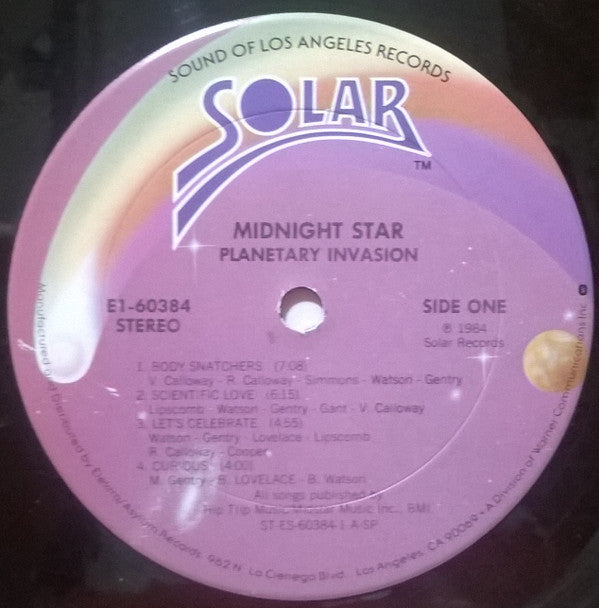 SOUND OF LOS ANGELES RECORDS
SOLAR
TM
MIDNIGHT STAR
PLANETARY INVASION
E1-60384
STEREO
SIDE ONE
℗ 1984
Solar Records
1. BODY SNATCHERS (7:08)
V. Calloway - R. Calloway - Simmons - Watson - Gentry
2. SCIENTIFIC LOVE (6:15)
Lipscomb - Watson - Gentry - Gant - V. Calloway
3. LET'S CELEBRATE (4:55)
Watson - Gentry - Lovelace - Lipscomb
R. Calloway - Cooper
4. CURIOUS (4:00)
M. Gentry - B. LOVELACE - B. Watson
All songs published by
Hip Trip Music/Midstar Music Inc., BMI
ST-ES-60384-1 A-SP
Manufactured and Distributed by Elektra/Asylum Records 962 N. La Cienega Blvd., Los Angeles, CA 90069 • A Division of Warner Communications Inc.